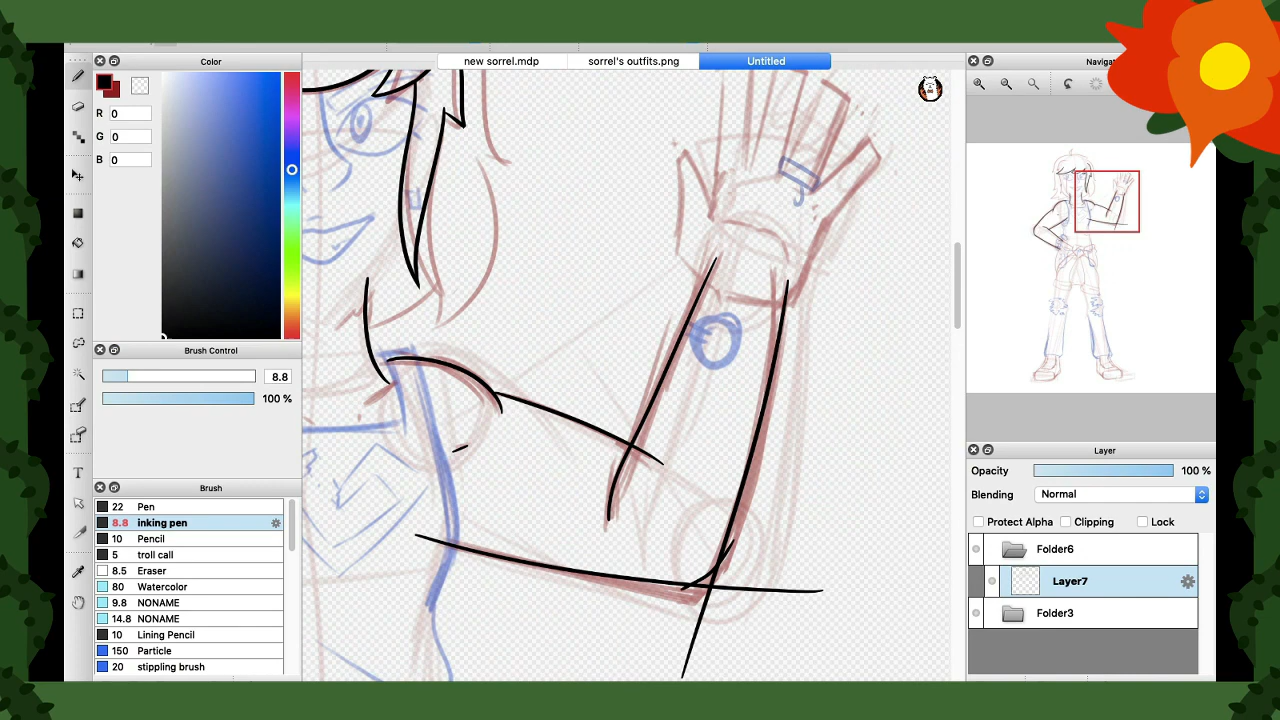 Color
new sorrel.mdp
sorrel's outfits.png
Untitled
R 0
G 0
B 0
Brush Control
8.8
100 %
Brush
22 Pen
8.8 inking pen
10 Pencil
5 troll call
8.5 Eraser
80 Watercolor
9.8 NONAME
14.8 NONAME
10 Lining Pencil
150 Particle
20 stippling brush
T
Navig
Layer
Opacity 100 %
Blending Normal
Protect Alpha Clipping Lock
Folder6
Layer7
Folder3